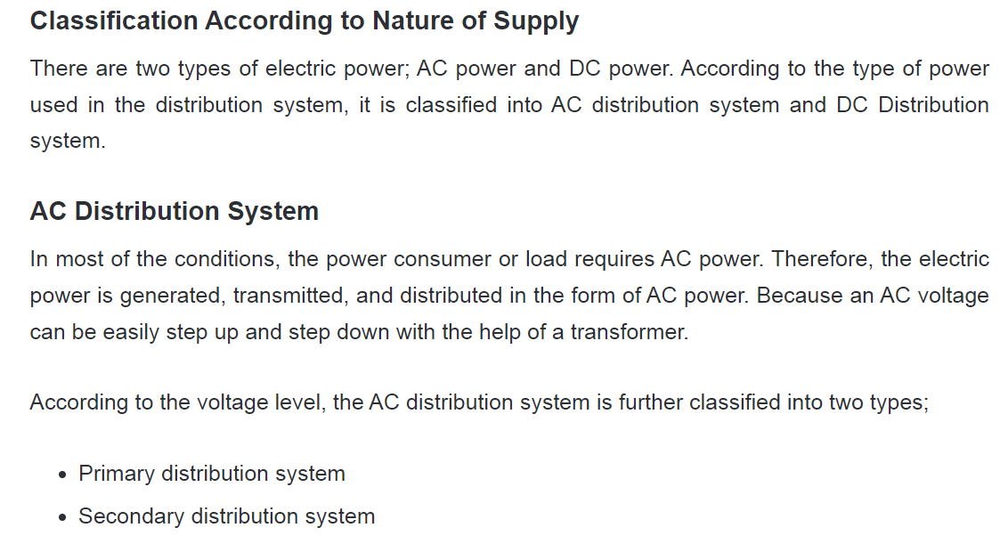 Classification According to Nature of Supply
There are two types of electric power; AC power and DC power. According to the type of power
used in the distribution system, it is classified into AC distribution system and DC Distribution
system.
AC Distribution System
In most of the conditions, the power consumer or load requires AC power. Therefore, the electric
power is generated, transmitted, and distributed in the form of AC power. Because an AC voltage
can be easily step up and step down with the help of a transformer.
According to the voltage level, the AC distribution system is further classified into two types;
• Primary distribution system
• Secondary distribution system